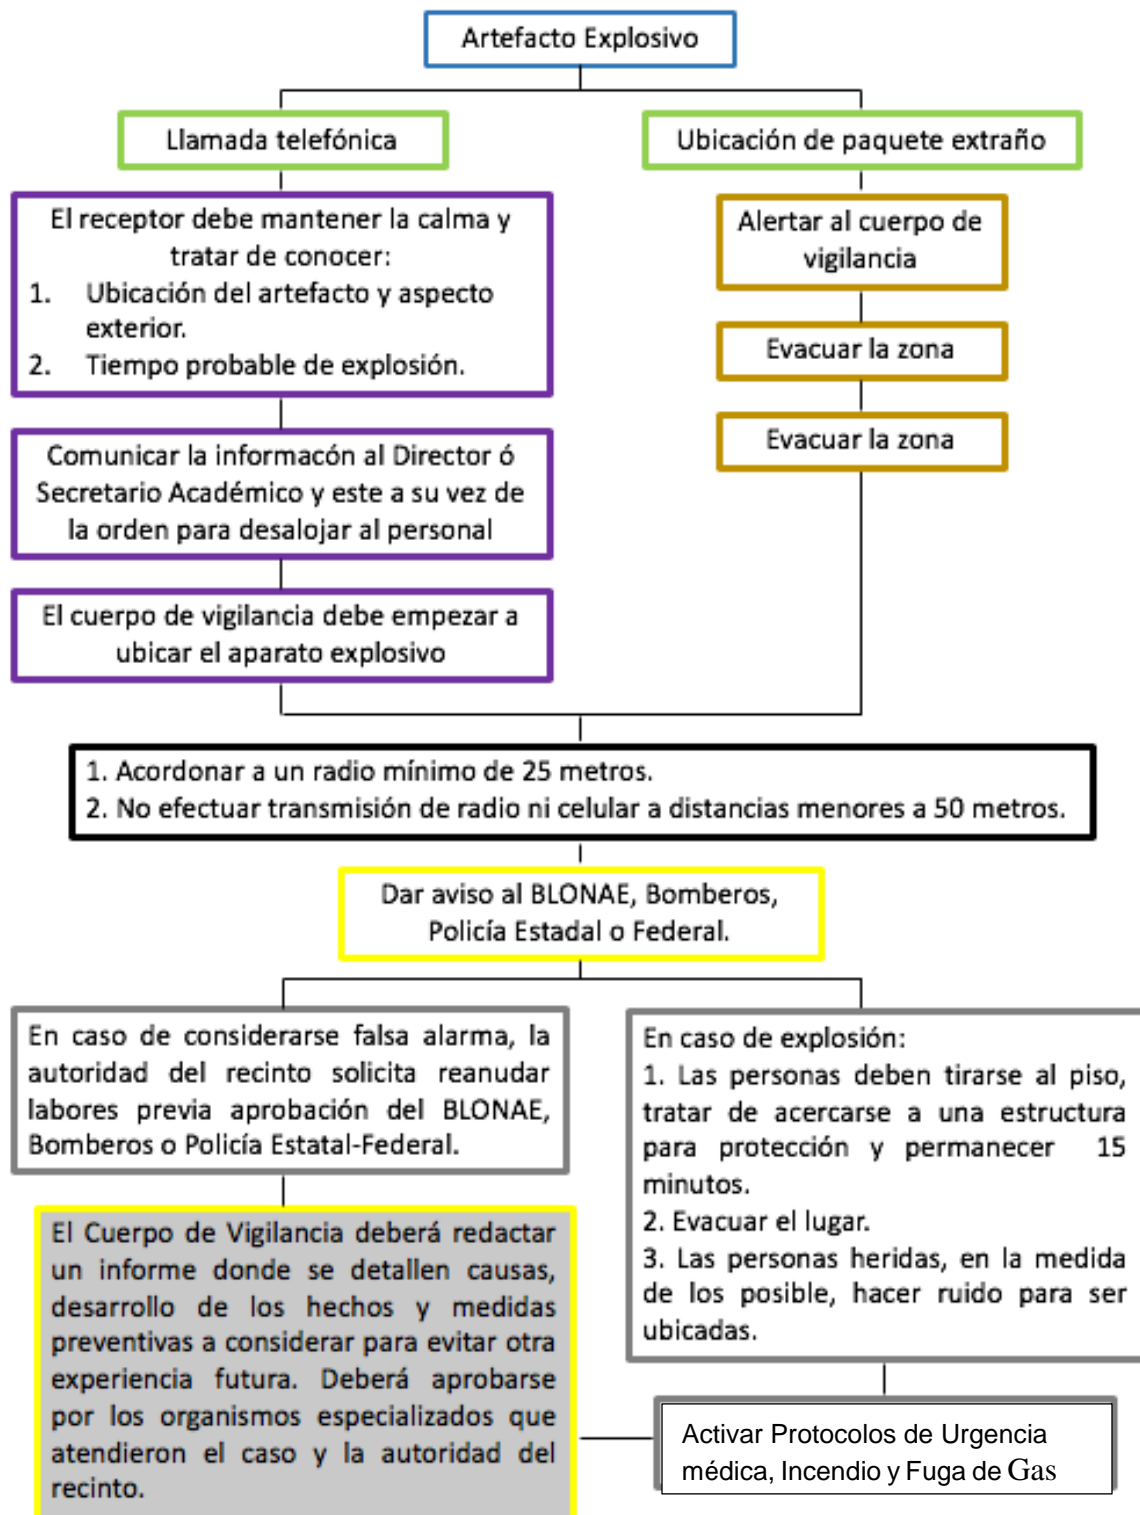 Artefacto Explosivo
Llamada telefónica
Ubicación de paquete extraño
El receptor debe mantener la calma y
tratar de conocer:
1. Ubicación del artefacto y aspecto
exterior.
2. Tiempo probable de explosión.
Alertar al cuerpo de
vigilancia
Evacuar la zona
Evacuar la zona
Comunicar la informacón al Director ó
Secretario Académico y este a su vez de
la orden para desalojar al personal
El cuerpo de vigilancia debe empezar a
ubicar el aparato explosivo
1. Acordonar a un radio mínimo de 25 metros.
2. No efectuar transmisión de radio ni celular a distancias menores a 50 metros.
Dar aviso al BLONAE, Bomberos,
Policía Estadal o Federal.
En caso de considerarse falsa alarma, la
autoridad del recinto solicita reanudar
labores previa aprobación del BLONAE,
Bomberos o Policía Estatal-Federal.
En caso de explosión:
1. Las personas deben tirarse al piso,
tratar de acercarse a una estructura
para protección y permanecer 15
minutos.
2. Evacuar el lugar.
3. Las personas heridas, en la medida
de los posible, hacer ruido para ser
ubicadas.
El Cuerpo de Vigilancia deberá redactar
un informe donde se detallen causas,
desarrollo de los hechos y medidas
preventivas a considerar para evitar otra
experiencia futura. Deberá aprobarse
por los organismos especializados que
atendieron el caso y la autoridad del
recinto.
Activar Protocolos de Urgencia
médica, Incendio y Fuga de Gas